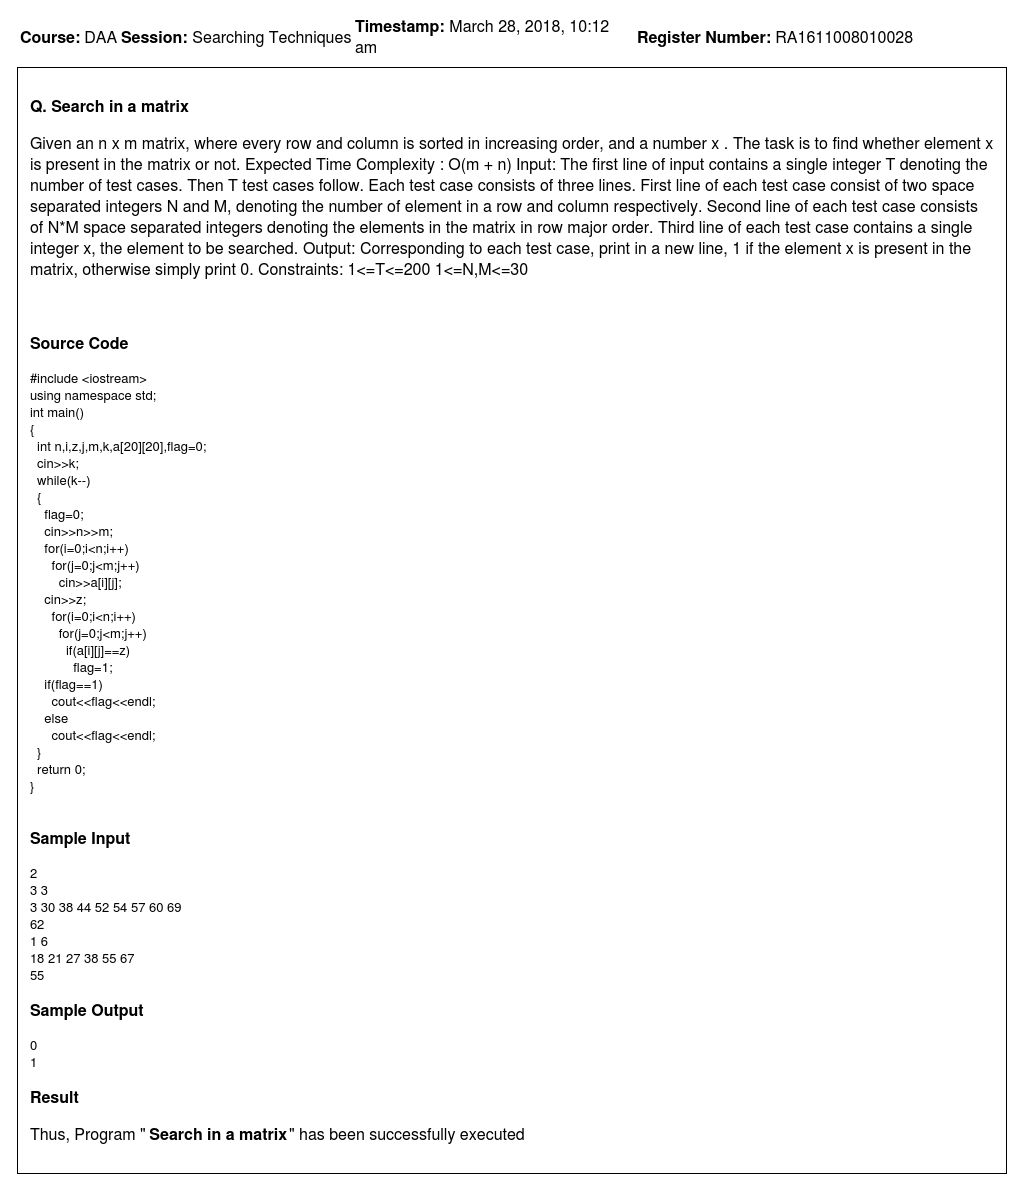 Course: DAA Session: Searching Techniques Timestamp: March 28, 2018, 10:12 am Register Number: RA1611008010028
Q. Search in a matrix
Given an n x m matrix, where every row and column is sorted in increasing order, and a number x . The task is to find whether element x
is present in the matrix or not. Expected Time Complexity : O(m + n) Input: The first line of input contains a single integer T denoting the
number of test cases. Then T test cases follow. Each test case consists of three lines. First line of each test case consist of two space
separated integers N and M, denoting the number of element in a row and column respectively. Second line of each test case consists
of N*M space separated integers denoting the elements in the matrix in row major order. Third line of each test case contains a single
integer x, the element to be searched. Output: Corresponding to each test case, print in a new line, 1 if the element x is present in the
matrix, otherwise simply print 0. Constraints: 1<=T<=200 1<=N,M<=30
Source Code
#include <iostream>
using namespace std;
int main()
{
int n,i,z,j,m,k,a[20][20],flag=0;
cin>>k;
while(k--)
{
flag=0;
cin>>n>>m;
for(i=0;i<n;i++)
for(j=0;j<m;j++)
cin>>a[i][j];
cin>>z;
for(i=0;i<n;i++)
for(j=0;j<m;j++)
if(a[i][j]==z)
flag=1;
if(flag==1)
cout<<flag<<endl;
else
cout<<flag<<endl;
}
return 0;
}
Sample Input
2
3 3
3 30 38 44 52 54 57 60 69
62
1 6
18 21 27 38 55 67
55
Sample Output
0
1
Result
Thus, Program " Search in a matrix" has been successfully executed